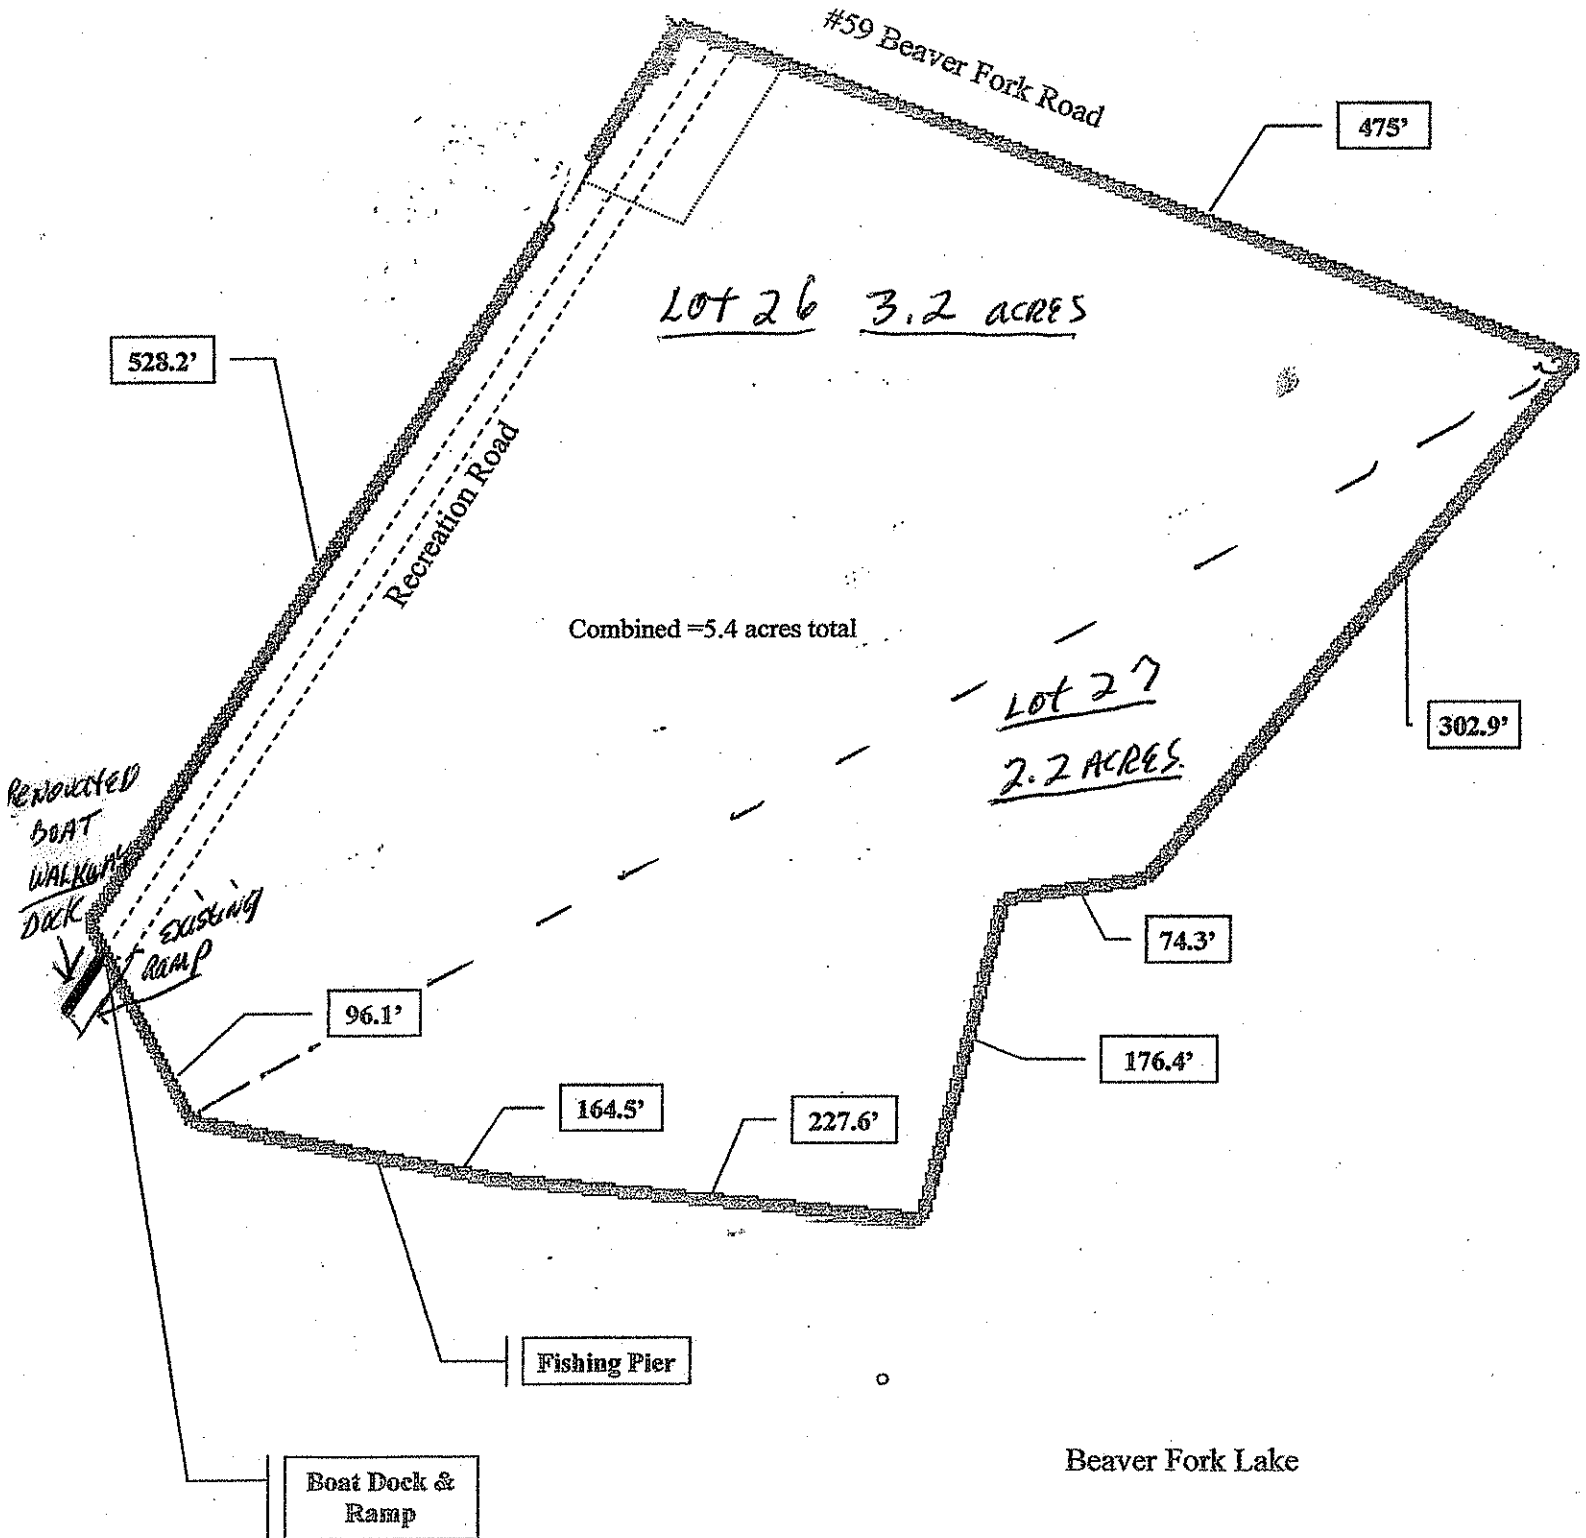 #59 Beaver Fork Road
475'
Lot 26 3.2 ACRES
528.2'
Recreation Road
Combined =5.4 acres total
Lot 27
2.2 ACRES.
302.9'
RENOVATED
BOAT
WALKWAY
DOCK
EXISTING
RAMP
74.3'
96.1'
176.4'
164.5'
227.6'
Fishing Pier
Beaver Fork Lake
Boat Dock &
Ramp